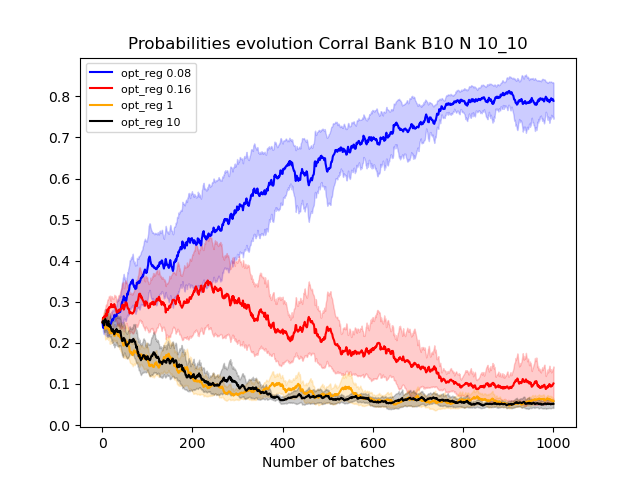 Probabilities evolution Corral Bank B10 N 10_10
opt_reg 0.08
opt_reg 0.16
opt_reg 1
opt_reg 10
0.8
0.7
0.6
0.5
0.4
0.3
0.2
0.1
0.0
0 200 400 600 800 1000
Number of batches